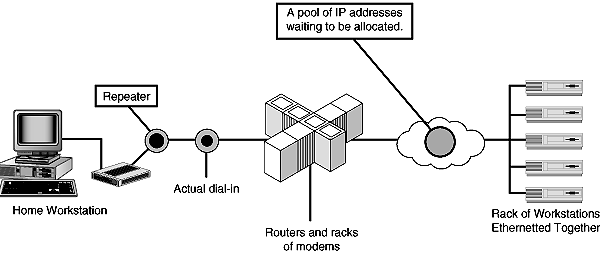 A pool of IP addresses
waiting to be allocated.
Repeater
Actual dial-in
Home Workstation
Routers and racks
of modems
Rack of Workstations
Ethernetted Together